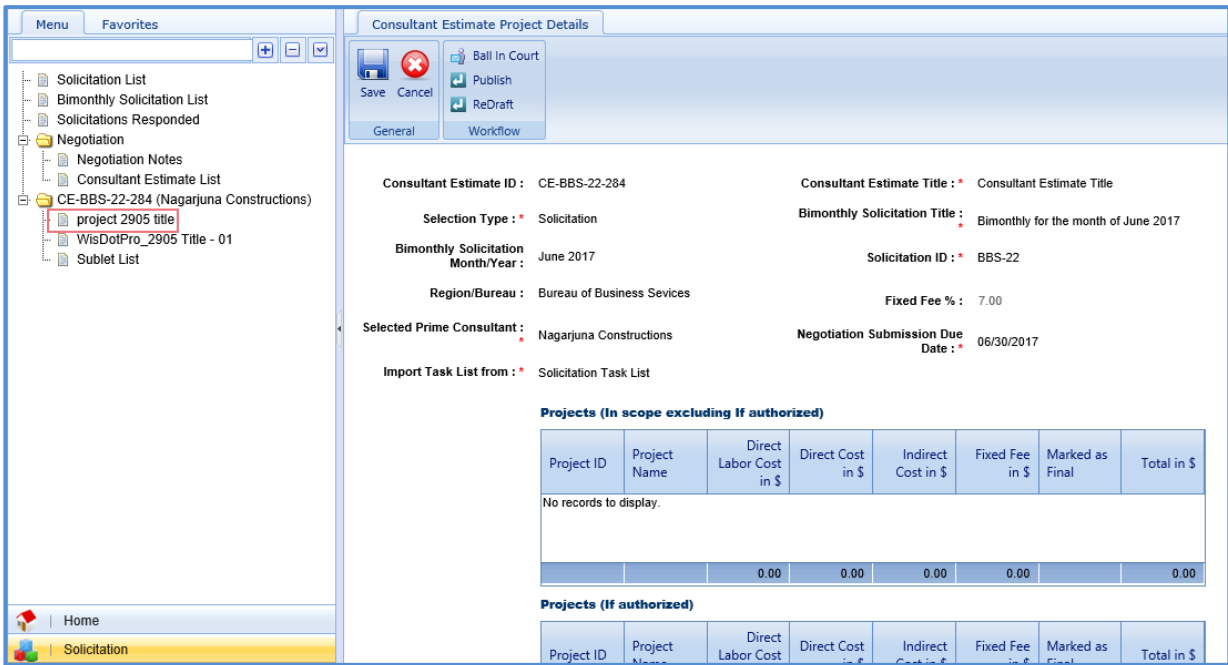 Menu
Favorites
Solicitation List
Bimonthly Solicitation List
Solicitations Responded
Negotiation
Negotiation Notes
Consultant Estimate List
CE-BBS-22-284 (Nagarjuna Constructions)
project 2905 title
WisDotPro_2905 Title - 01
Sublet List
| Home
| Solicitation
Consultant Estimate Project Details
Save Cancel
General
Ball In Court
Publish
ReDraft
Workflow
Consultant Estimate ID : CE-BBS-22-284
Consultant Estimate Title : * Consultant Estimate Title
Selection Type : * Solicitation
Bimonthly Solicitation Title :
* Bimonthly for the month of June 2017
Bimonthly Solicitation
Month/Year : June 2017
Solicitation ID : * BBS-22
Region/Bureau : Bureau of Business Sevices
Fixed Fee % : 7.00
Selected Prime Consultant :
* Nagarjuna Constructions
Negotiation Submission Due
Date : * 06/30/2017
Import Task List from : * Solicitation Task List
Projects (In scope excluding If authorized)
Project ID
Project
Name
Direct
Labor Cost
in $
Direct Cost
in $
Indirect
Cost in $
Fixed Fee
in $
Marked as
Final
Total in $
No records to display.
0.00 0.00 0.00 0.00 0.00
Projects (If authorized)
Project ID
Project
Name
Direct
Labor Cost
Direct Cost
in $
Indirect
Cost in $
Fixed Fee
in $
Marked as
Final
Total in $